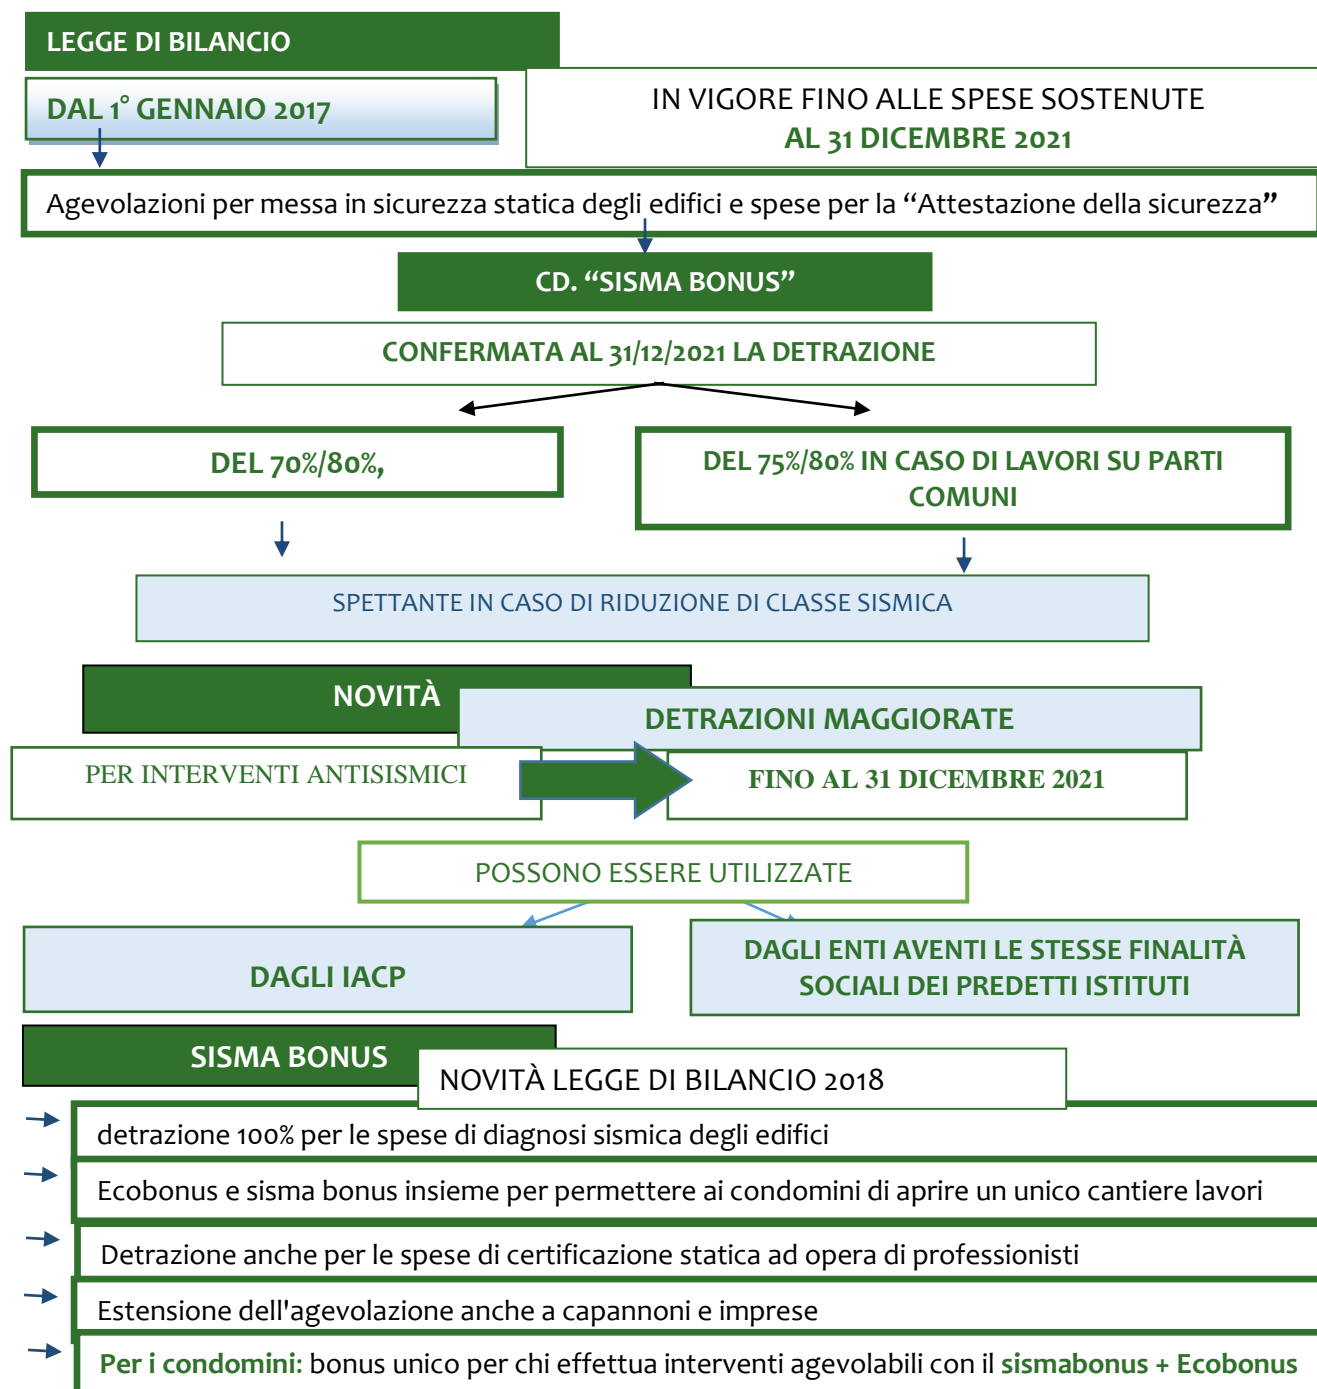 LEGGE DI BILANCIO
DAL 1° GENNAIO 2017
IN VIGORE FINO ALLE SPESE SOSTENUTE
AL 31 DICEMBRE 2021
Agevolazioni per messa in sicurezza statica degli edifici e spese per la “Attestazione della sicurezza”
CD. “SISMA BONUS”
CONFERMATA AL 31/12/2021 LA DETRAZIONE
DEL 70%/80%,
DEL 75%/80% IN CASO DI LAVORI SU PARTI
COMUNI
SPETTANTE IN CASO DI RIDUZIONE DI CLASSE SISMICA
NOVITÀ
DETRAZIONI MAGGIORATE
PER INTERVENTI ANTISISMICI
FINO AL 31 DICEMBRE 2021
POSSONO ESSERE UTILIZZATE
DAGLI IACP
DAGLI ENTI AVENTI LE STESSE FINALITÀ
SOCIALI DEI PREDETTI ISTITUTI
SISMA BONUS
NOVITÀ LEGGE DI BILANCIO 2018
detrazione 100% per le spese di diagnosi sismica degli edifici
Ecobonus e sisma bonus insieme per permettere ai condomini di aprire un unico cantiere lavori
Detrazione anche per le spese di certificazione statica ad opera di professionisti
Estensione dell'agevolazione anche a capannoni e imprese
Per i condomini: bonus unico per chi effettua interventi agevolabili con il sismabonus + Ecobonus